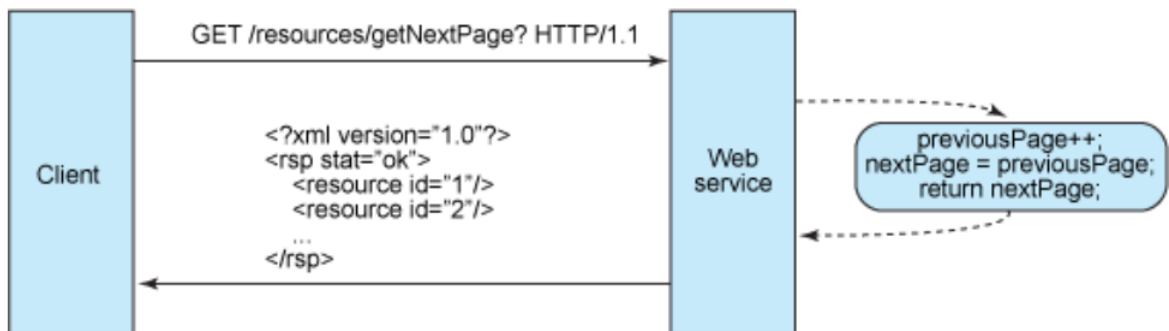 GET /resources/getNextPage? HTTP/1.1
<?xml version="1.0"?>
<rsp stat="ok">
<resource id="1"/>
<resource id="2"/>
...
</rsp>
Client
Web
service
previousPage++;
nextPage = previousPage;
return nextPage;